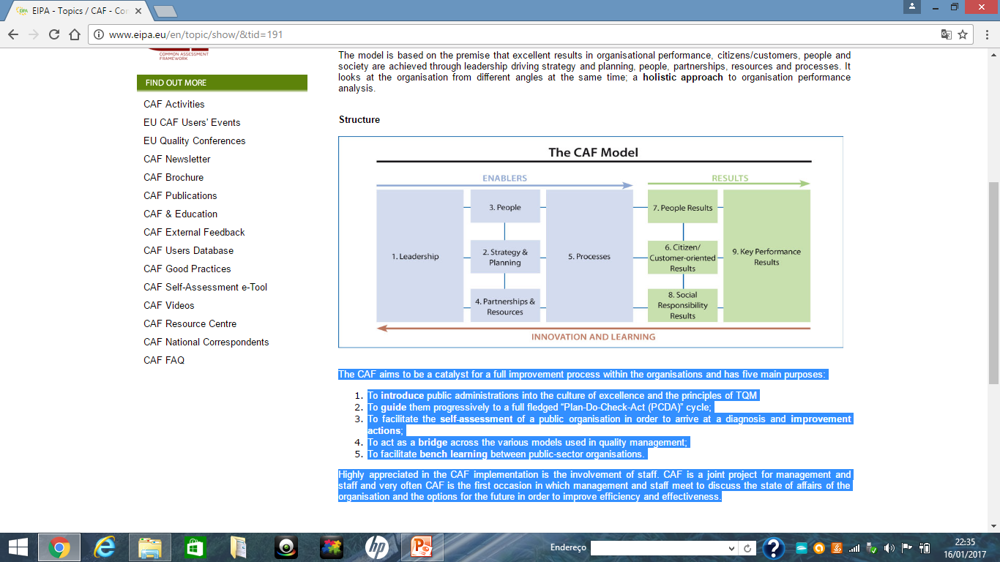 EIPA - Topics / CAF - Cor
www.eipa.eu/en/topic/show/&tid=191
COMMON ASSESSMENT
FRAMEWORK
FIND OUT MORE
CAF Activities
EU CAF Users' Events
EU Quality Conferences
CAF Newsletter
CAF Brochure
CAF Publications
CAF & Education
CAF External Feedback
CAF Users Database
CAF Good Practices
CAF Self-Assessment e-Tool
CAF Videos
CAF Resource Centre
CAF National Correspondents
CAF FAQ
The model is based on the premise that excellent results in organisational performance, citizens/customers, people and
society are achieved through leadership driving strategy and planning, people, partnerships, resources and processes. It
looks at the organisation from different angles at the same time; a holistic approach to organisation performance
analysis.
Structure
The CAF Model
ENABLERS
RESULTS
1. Leadership
3. People
2. Strategy &
Planning
4. Partnerships &
Resources
5. Processes
7. People Results
6. Citizen/
Customer-oriented
Results
8. Social
Responsibility
Results
9. Key Performance
Results
INNOVATION AND LEARNING
The CAF aims to be a catalyst for a full improvement process within the organisations and has five main purposes:
1. To introduce public administrations into the culture of excellence and the principles of TQM
2. To guide them progressively to a full fledged “Plan-Do-Check-Act (PCDA)” cycle;
3. To facilitate the self-assessment of a public organisation in order to arrive at a diagnosis and improvement
actions;
4. To act as a bridge across the various models used in quality management;
5. To facilitate bench learning between public-sector organisations.
Highly appreciated in the CAF implementation is the involvement of staff. CAF is a joint project for management and
staff and very often CAF is the first occasion in which management and staff meet to discuss the state of affairs of the
organisation and the options for the future in order to improve efficiency and effectiveness.
hp
Endereço
22:35
16/01/2017